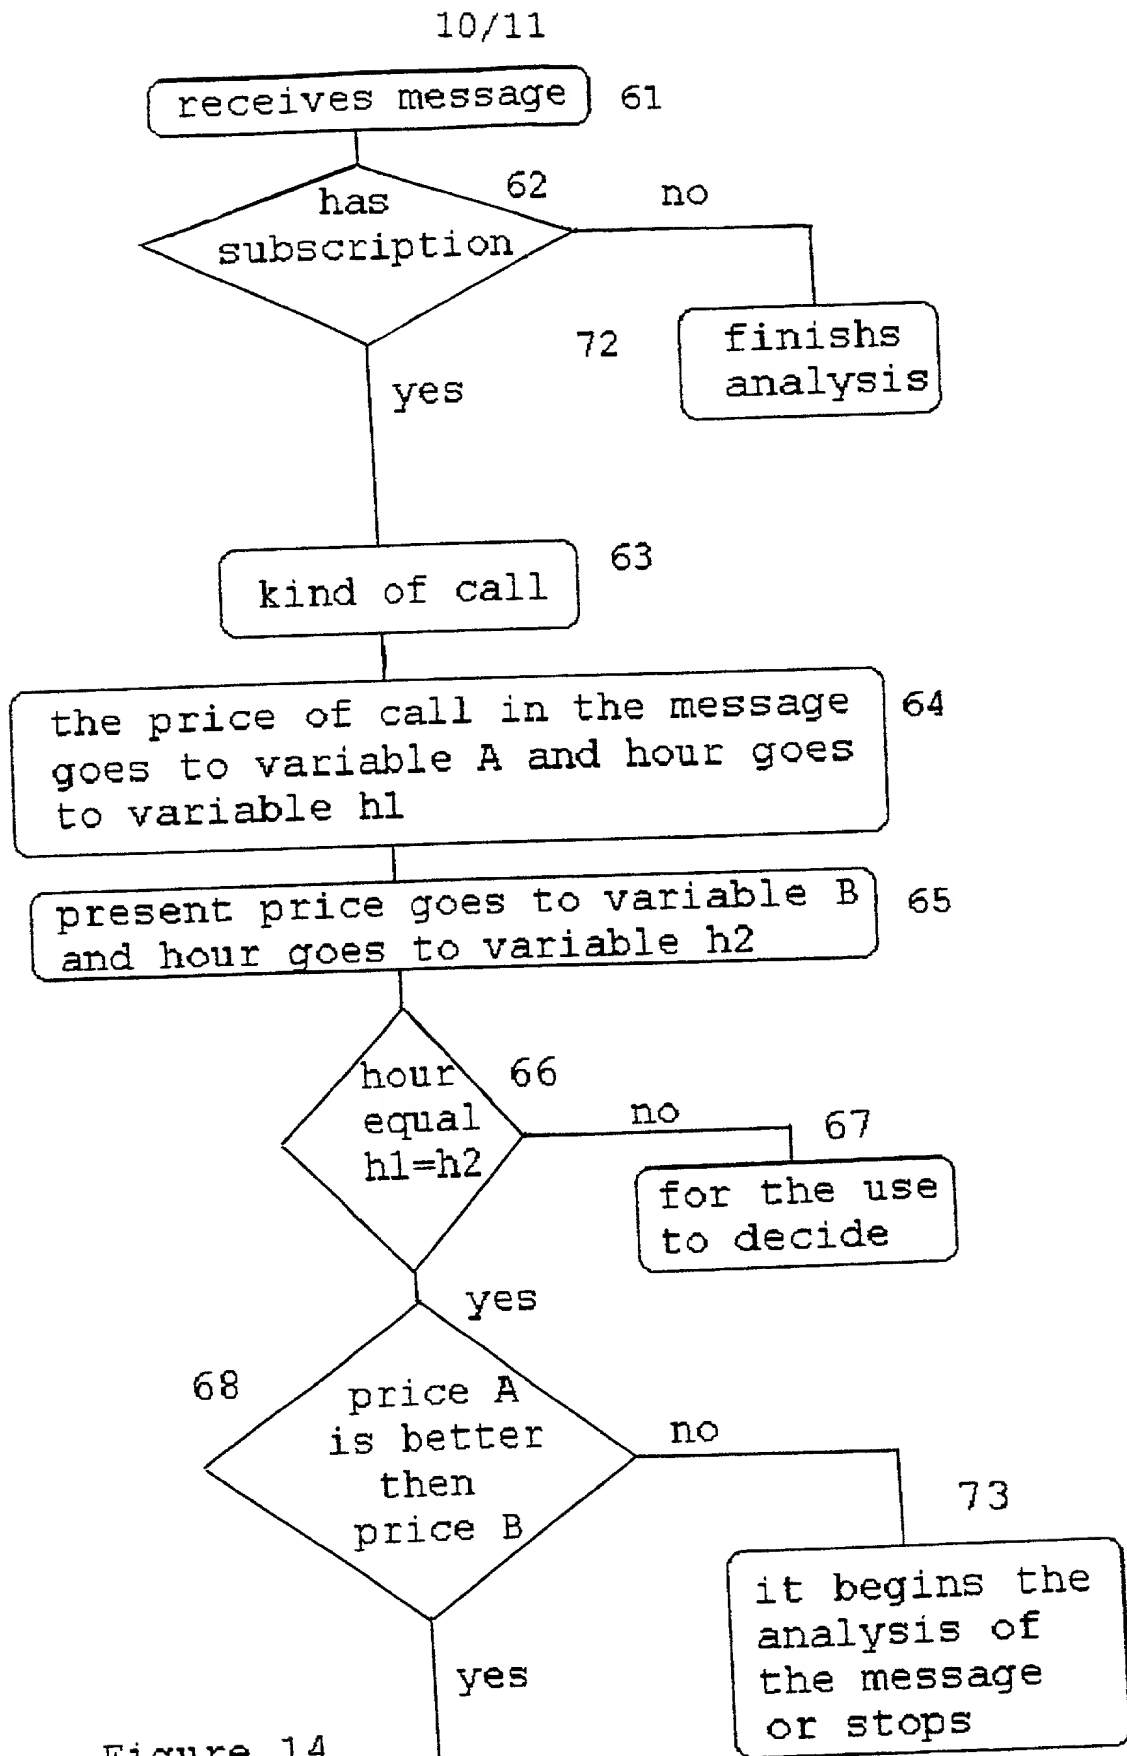 10/11
receives message
61
has
subscription
62
no
72
finishs
analysis
yes
kind of call
63
the price of call in the message
goes to variable A and hour goes
to variable h1
64
present price goes to variable B
and hour goes to variable h2
65
hour
equal
h1=h2
66
no
67
for the use
to decide
yes
68
price A
is better
then
price B
no
73
it begins the
analysis of
the message
or stops
yes
Figure 14